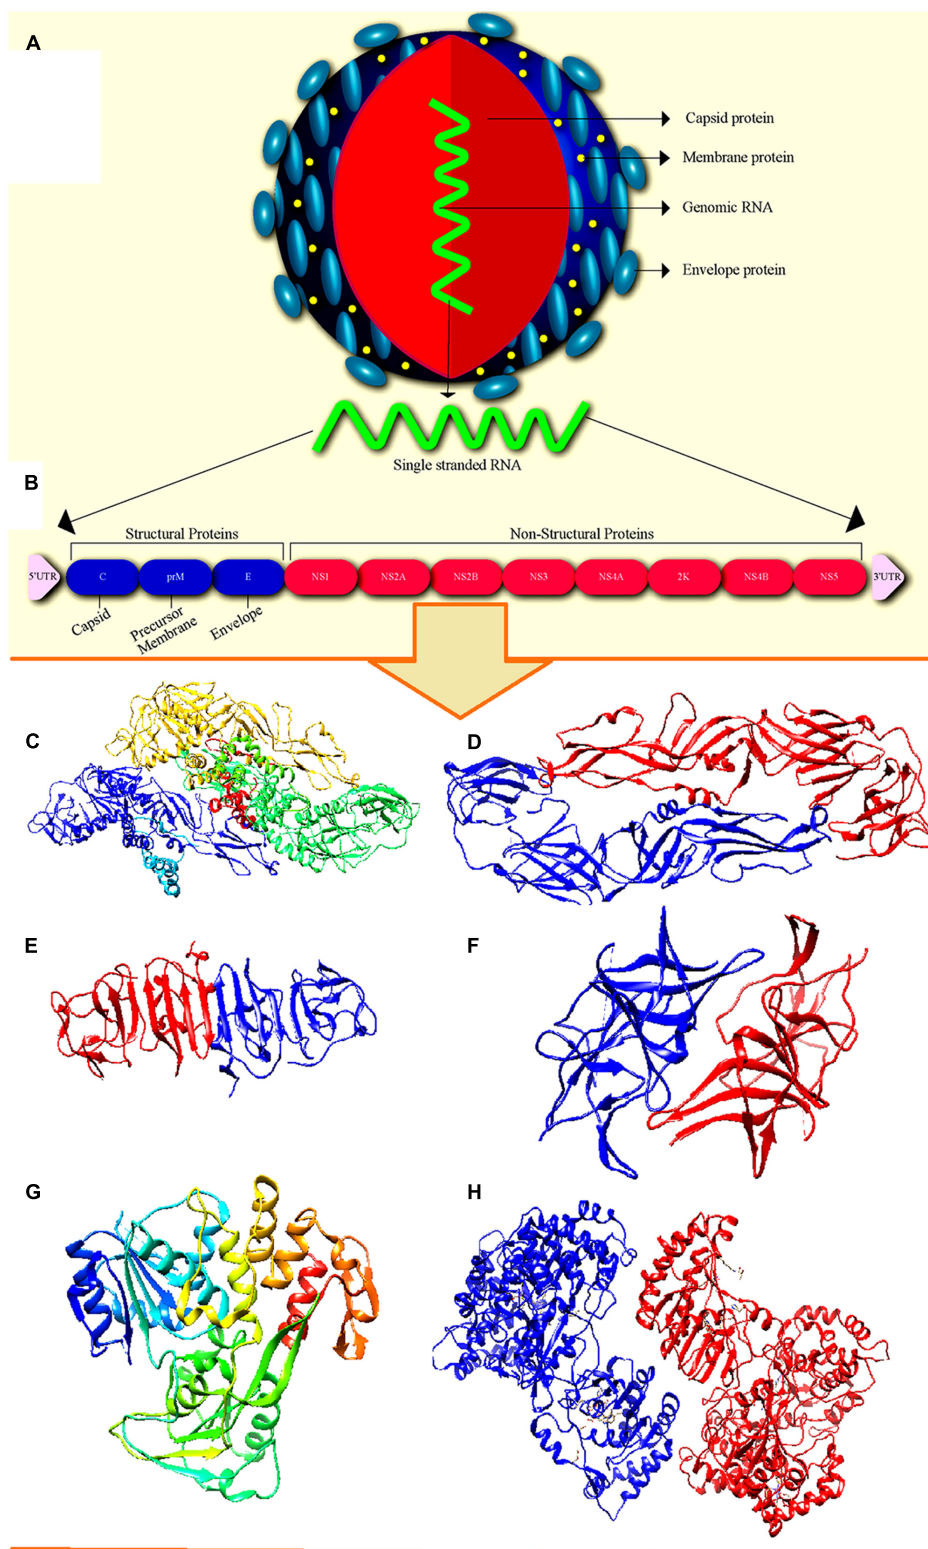 A
Capsid protein
Membrane protein
Genomic RNA
Envelope protein
Single stranded RNA
B
Structural Proteins
Non-Structural Proteins
5'UTR
C
prM
E
NS1
NS2A
NS2B
NS3
NS4A
2K
NS4B
NS5
3'UTR
Capsid
Precursor
Membrane
Envelope
C
D
E
F
G
H